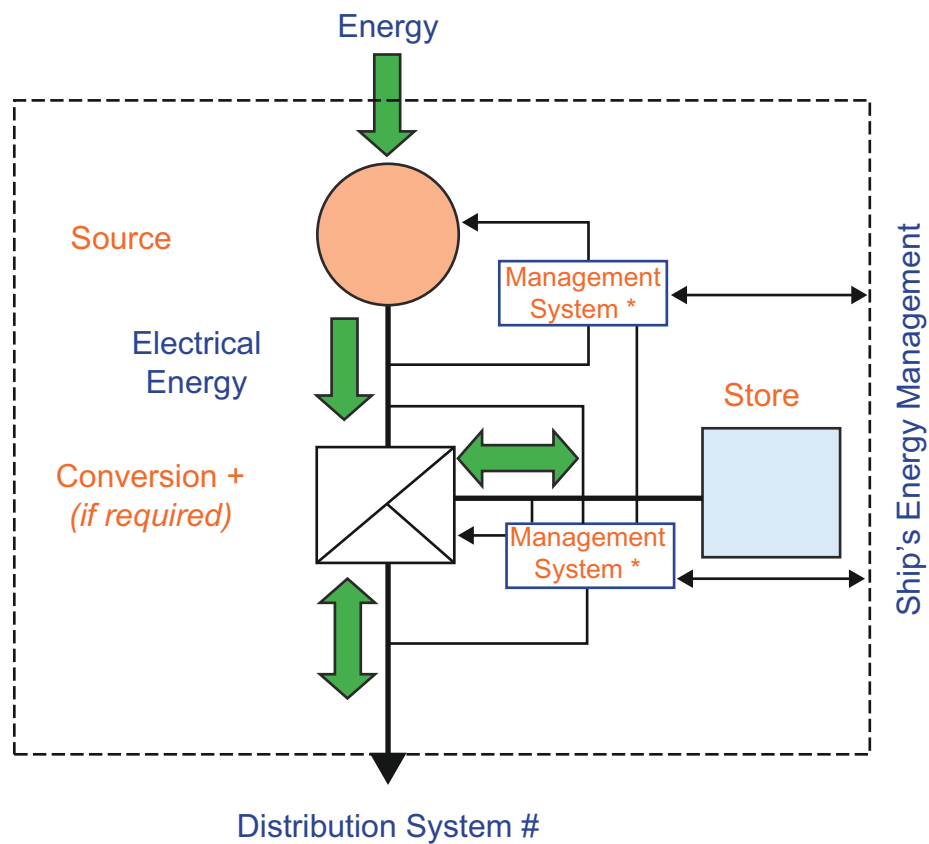 Energy
Source
Management
System *
Electrical
Energy
Store
Conversion +
(if required)
Management
System *
Ship's Energy Management
Distribution System #